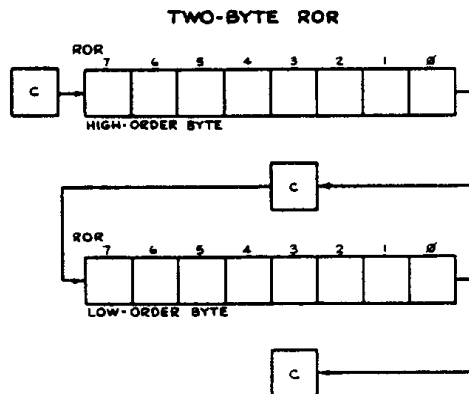 TWO-BYTE ROR
ROR
7 6 5 4 3 2 1 Ø
C
HIGH-ORDER BYTE
C
ROR
7 6 5 4 3 2 1 Ø
LOW-ORDER BYTE
C